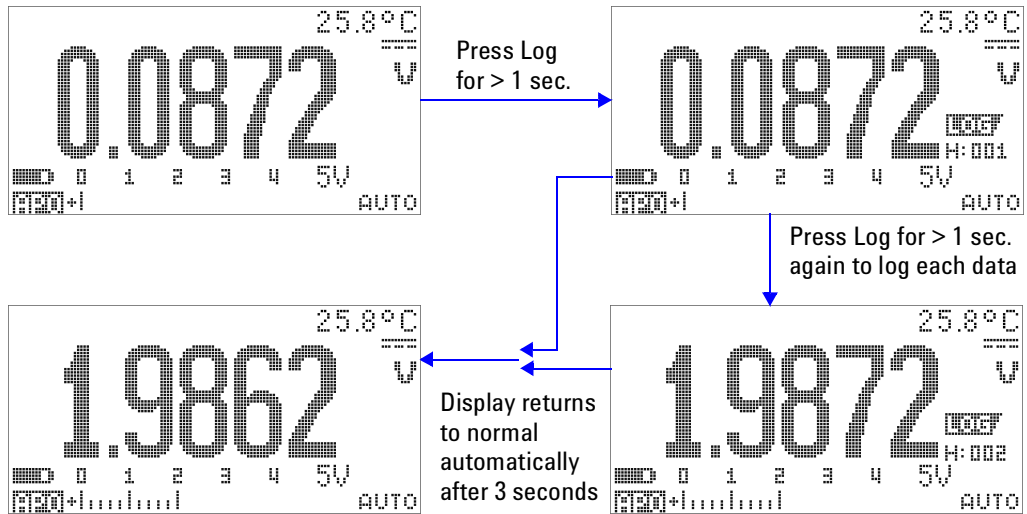 25.8°C
0.0872 V
0 1 2 3 4 5V
APO + AUTO
Press Log
for > 1 sec.
25.8°C
0.0872 V
LOG
H:001
0 1 2 3 4 5V
APO + AUTO
Press Log for > 1 sec.
again to log each data
25.8°C
1.9862 V
0 1 2 3 4 5V
APO + AUTO
Display returns
to normal
automatically
after 3 seconds
25.8°C
1.9872 V
LOG
H:002
0 1 2 3 4 5V
APO + AUTO